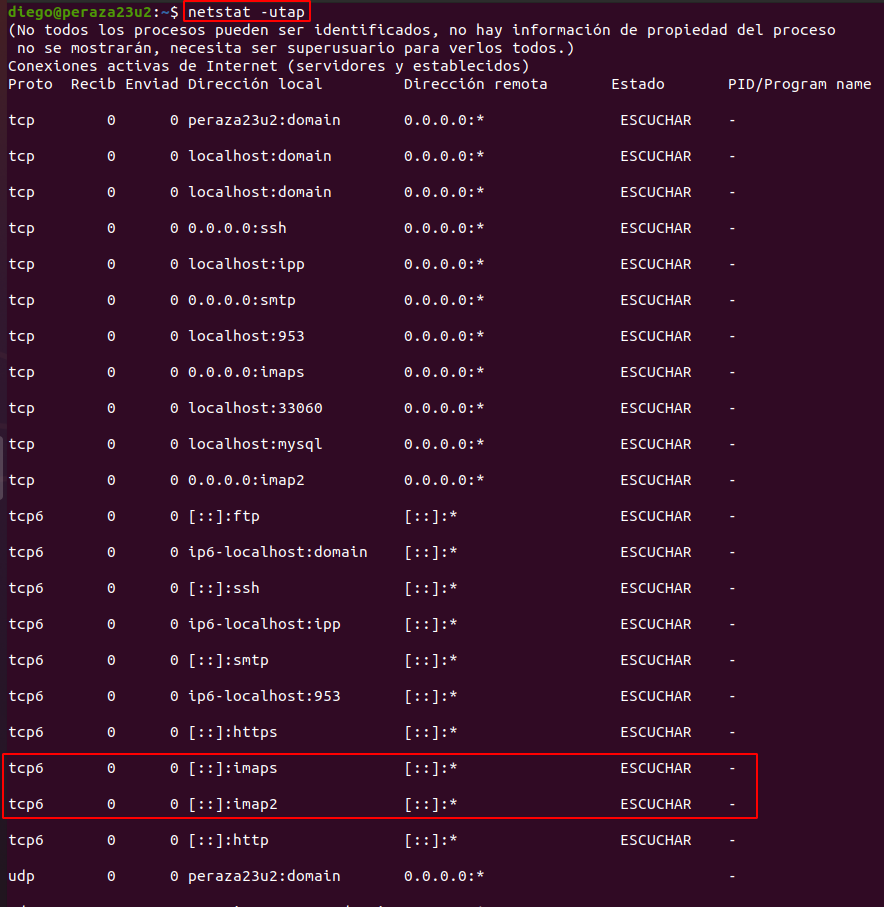 diego@peraza23u2:~$ netstat -utap
(No todos los procesos pueden ser identificados, no hay información de propiedad del proceso
 no se mostrarán, necesita ser superusuario para verlos todos.)
Conexiones activas de Internet (servidores y establecidos)
Proto  Recib Enviad Dirección local         Dirección remota       Estado       PID/Program name
tcp        0      0 peraza23u2:domain       0.0.0.0:*               ESCUCHAR    -
tcp        0      0 localhost:domain        0.0.0.0:*               ESCUCHAR    -
tcp        0      0 localhost:domain        0.0.0.0:*               ESCUCHAR    -
tcp        0      0 0.0.0.0:ssh             0.0.0.0:*               ESCUCHAR    -
tcp        0      0 localhost:ipp           0.0.0.0:*               ESCUCHAR    -
tcp        0      0 0.0.0.0:smtp            0.0.0.0:*               ESCUCHAR    -
tcp        0      0 localhost:953           0.0.0.0:*               ESCUCHAR    -
tcp        0      0 0.0.0.0:imaps           0.0.0.0:*               ESCUCHAR    -
tcp        0      0 localhost:33060         0.0.0.0:*               ESCUCHAR    -
tcp        0      0 localhost:mysql         0.0.0.0:*               ESCUCHAR    -
tcp        0      0 0.0.0.0:imap2           0.0.0.0:*               ESCUCHAR    -
tcp6       0      0 [::]:ftp                [::]:*                  ESCUCHAR    -
tcp6       0      0 ip6-localhost:domain    [::]:*                  ESCUCHAR    -
tcp6       0      0 [::]:ssh                [::]:*                  ESCUCHAR    -
tcp6       0      0 ip6-localhost:ipp       [::]:*                  ESCUCHAR    -
tcp6       0      0 [::]:smtp               [::]:*                  ESCUCHAR    -
tcp6       0      0 ip6-localhost:953       [::]:*                  ESCUCHAR    -
tcp6       0      0 [::]:https              [::]:*                  ESCUCHAR    -
tcp6       0      0 [::]:imaps              [::]:*                  ESCUCHAR    -
tcp6       0      0 [::]:imap2              [::]:*                  ESCUCHAR    -
tcp6       0      0 [::]:http               [::]:*                  ESCUCHAR    -
udp        0      0 peraza23u2:domain       0.0.0.0:*                           -